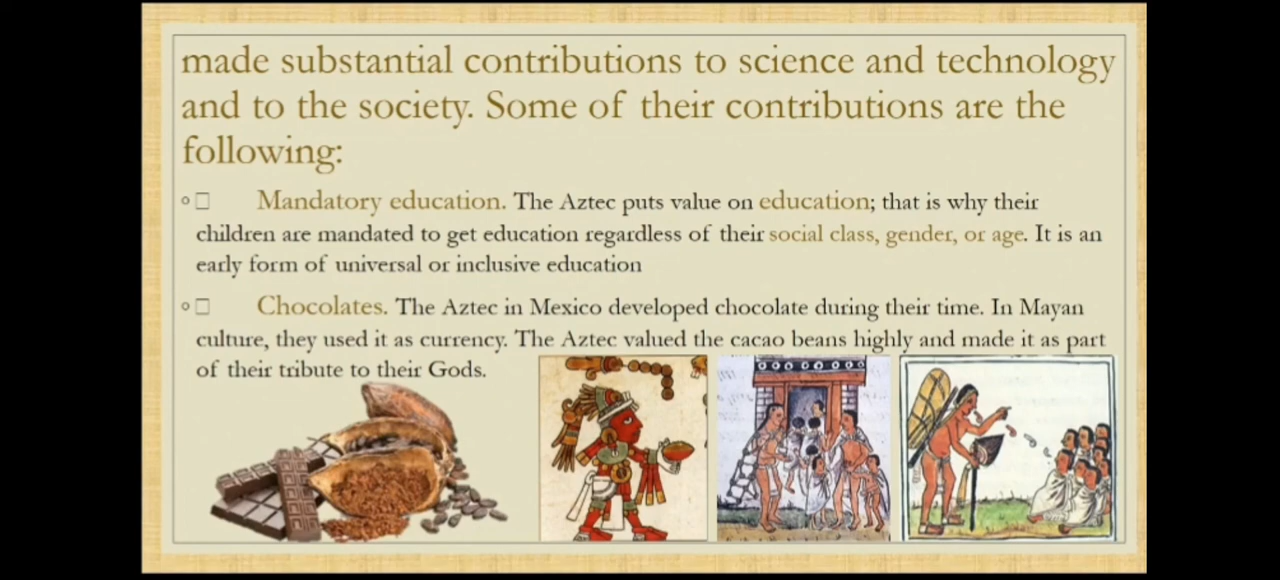 made substantial contributions to science and technology
and to the society. Some of their contributions are the
following:
Mandatory education. The Aztec puts value on education; that is why their
children are mandated to get education regardless of their social class, gender, or age. It is an
early form of universal or inclusive education
Chocolates. The Aztec in Mexico developed chocolate during their time. In Mayan
culture, they used it as currency. The Aztec valued the cacao beans highly and made it as part
of their tribute to their Gods.